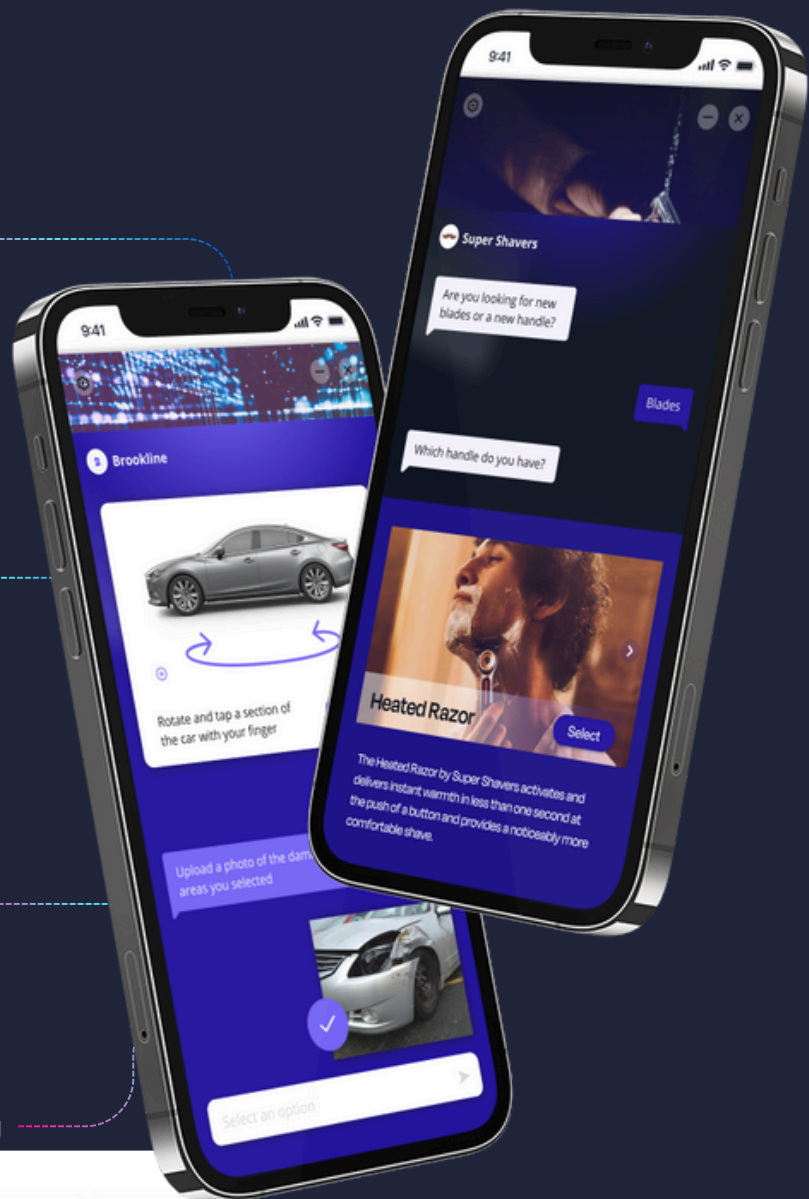 9:41
Brookline
Rotate and tap a section of
the car with your finger
Upload a photo of the
areas you selected
Select an option
9:41
Super Shavers
Are you looking for new
blades or a new handle?
Blades
Which handle do you have?
Heated Razor
Select
The Heated Razor by Super Shavers activates and
delivers instant warmth in less than one second at
the push of a button and provides a noticeably more
comfortable shave.